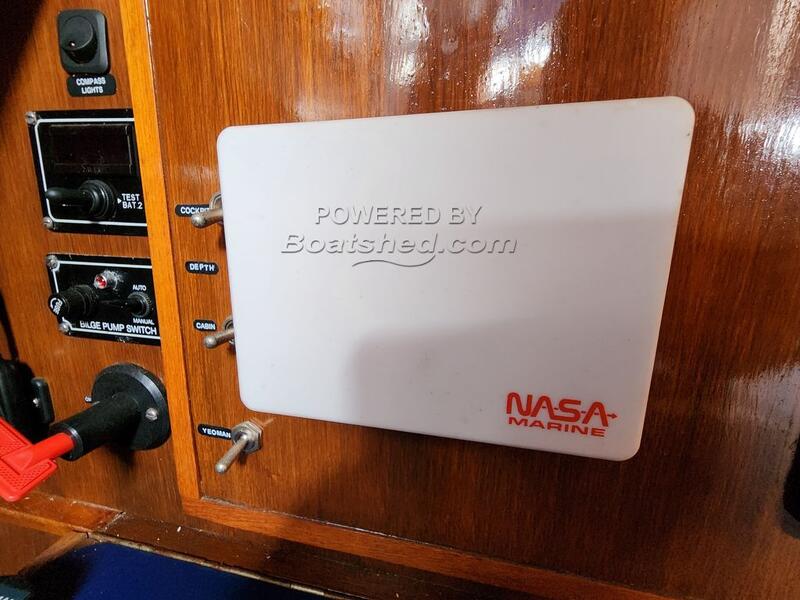 COMPASS
LIGHTS
TEST
BAT.2
AUTO
MANUAL
BILGE PUMP SWITCH
COCKPIT
DEPTH
CABIN
YEOMAN
POWERED BY
Boatshed.com
NASA
MARINE